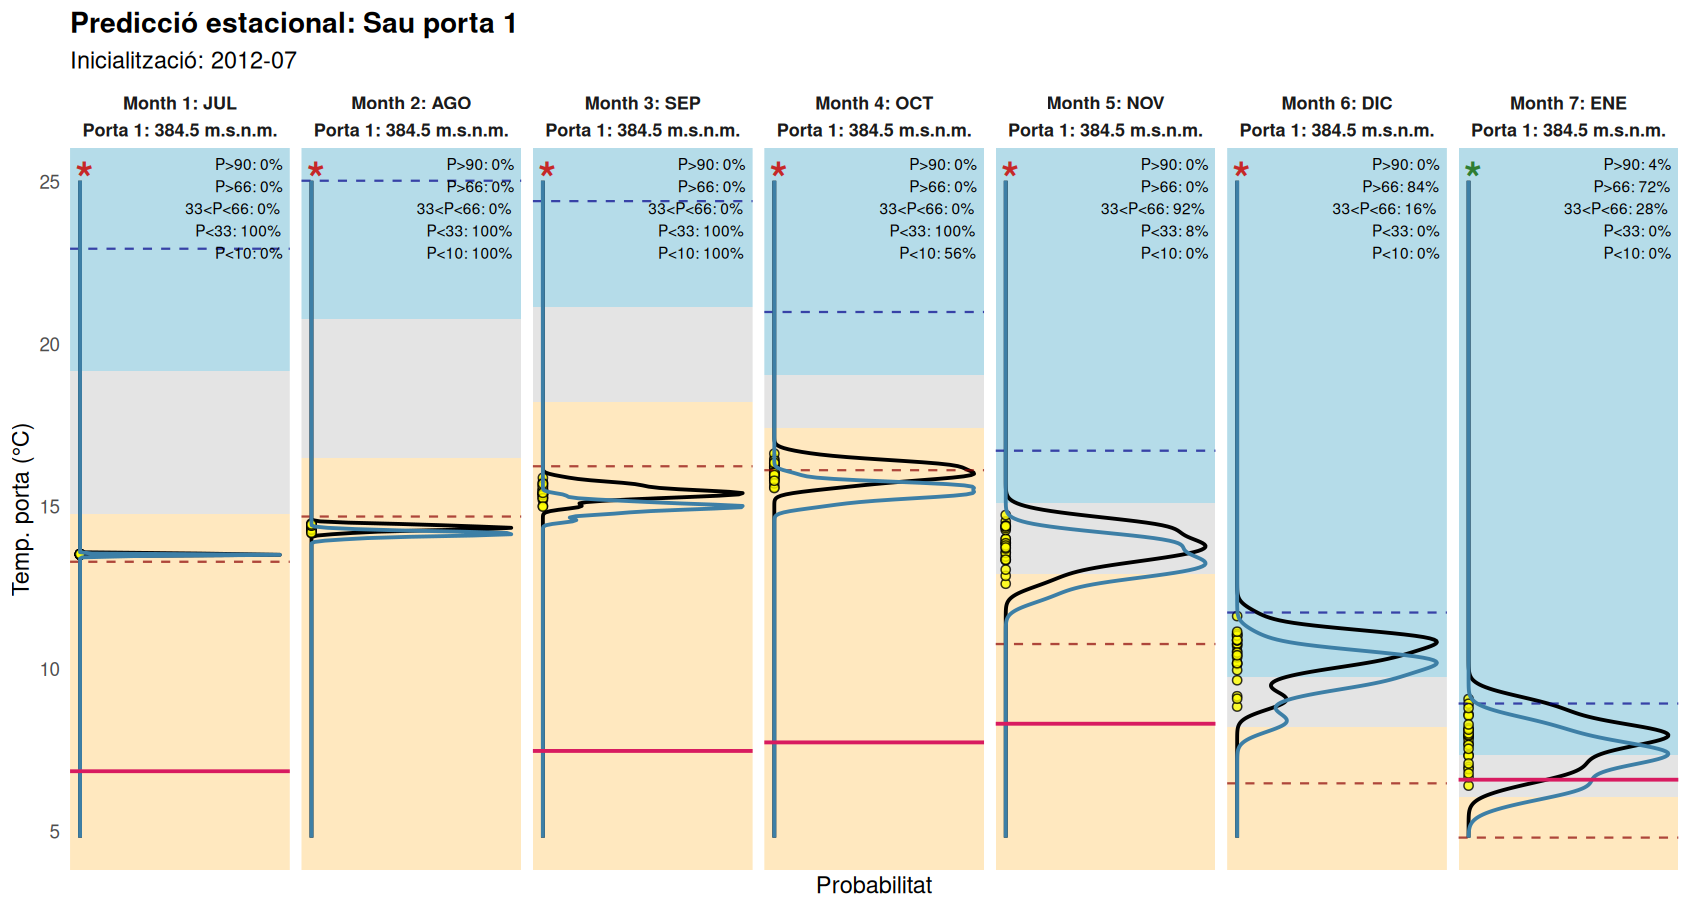 Predicció estacional: Sau porta 1
Inicialització: 2012-07
Month 1: JUL
Porta 1: 384.5 m.s.n.m.
Month 2: AGO
Porta 1: 384.5 m.s.n.m.
Month 3: SEP
Porta 1: 384.5 m.s.n.m.
Month 4: OCT
Porta 1: 384.5 m.s.n.m.
Month 5: NOV
Porta 1: 384.5 m.s.n.m.
Month 6: DIC
Porta 1: 384.5 m.s.n.m.
Month 7: ENE
Porta 1: 384.5 m.s.n.m.
*
P>90: 0%
P>66: 0%
33<P<66: 0%
P<33: 100%
P<10: 0%
*
P>90: 0%
P>66: 0%
33<P<66: 0%
P<33: 100%
P<10: 100%
*
P>90: 0%
P>66: 0%
33<P<66: 0%
P<33: 100%
P<10: 100%
*
P>90: 0%
P>66: 0%
33<P<66: 0%
P<33: 100%
P<10: 56%
*
P>90: 0%
P>66: 0%
33<P<66: 92%
P<33: 8%
P<10: 0%
*
P>90: 0%
P>66: 84%
33<P<66: 16%
P<33: 0%
P<10: 0%
*
P>90: 4%
P>66: 72%
33<P<66: 28%
P<33: 0%
P<10: 0%
25
20
15
10
5
Temp. porta (°C)
Probabilitat